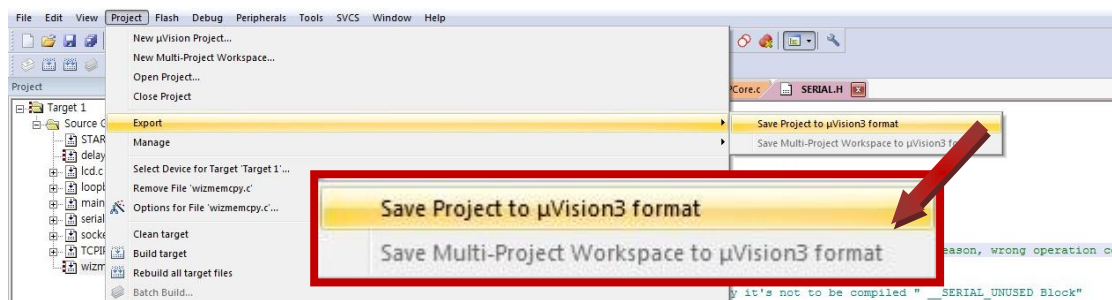 File Edit View Project Flash Debug Peripherals Tools SVCS Window Help
New µVision Project...
New Multi-Project Workspace...
Open Project...
Close Project
Export
Manage
Select Device for Target 'Target 1'...
Remove File 'wizmemcpy.c'
Options for File 'wizmemcpy.c'...
Clean target
Build target
Rebuild all target files
Batch Build...
Project
Target 1
Source G
STAR
delay
lcd.c
loopb
main
serial
socke
TCPIP
wizm
Core.c SERIAL.H
Save Project to µVision3 format
Save Multi-Project Workspace to µVision3
Save Project to µVision3 format
Save Multi-Project Workspace to µVision3 format
eason, wrong operation
y it's not to be compiled " __SERIAL_UNUSED Block"